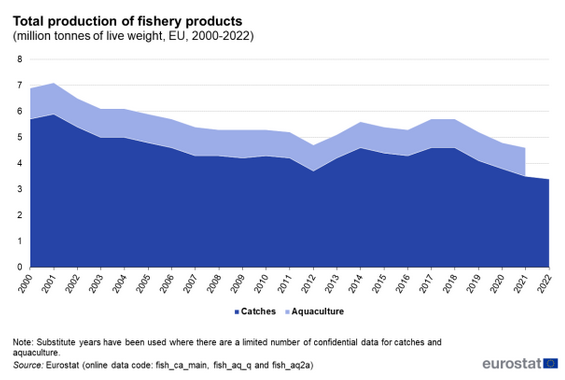 Total production of fishery products
(million tonnes of live weight, EU, 2000-2022)
8
7
6
5
4
3
2
1
0
2000 2001 2002 2003 2004 2005 2006 2007 2008 2009 2010 2011 2012 2013 2014 2015 2016 2017 2018 2019 2020 2021 2022
Catches Aquaculture
Note: Substitute years have been used where there are a limited number of confidential data for catches and
aquaculture.
Source: Eurostat (online data code: fish_ca_main, fish_aq_q and fish_aq2a)
eurostat